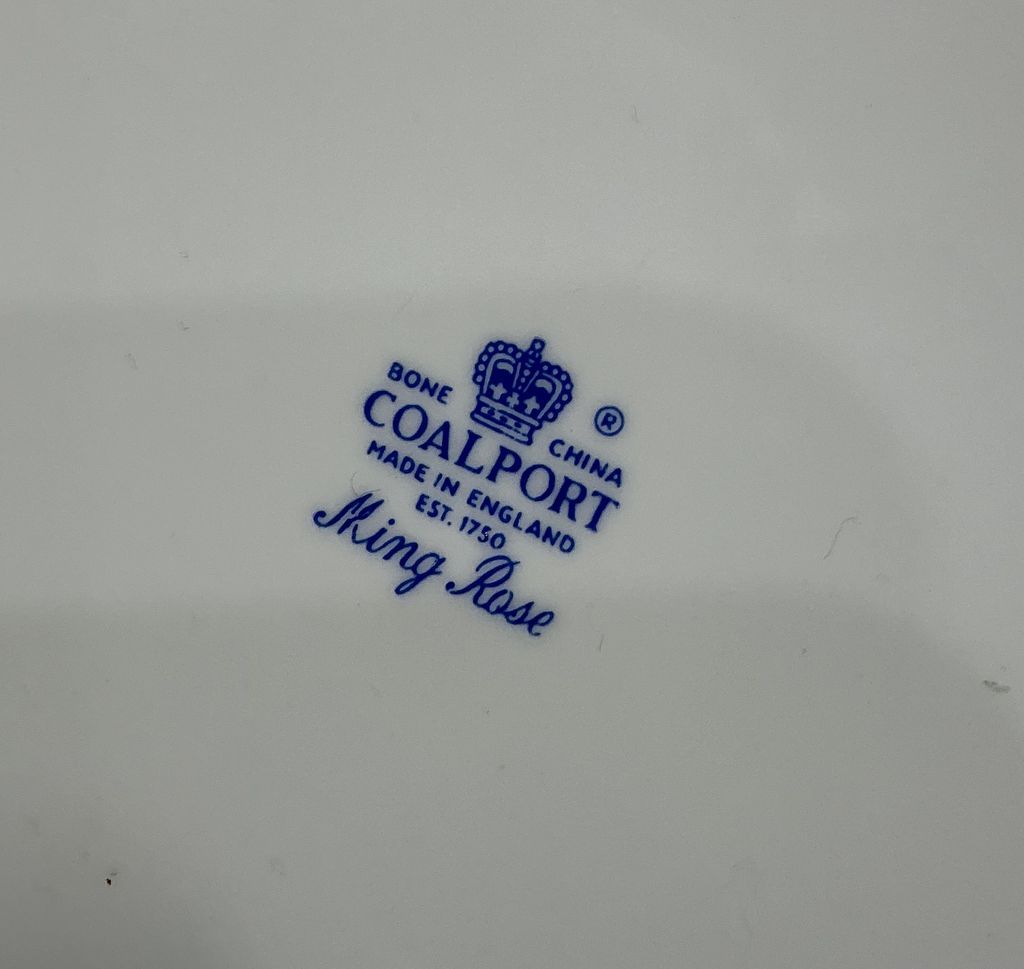 BONE CHINA ®
COALPORT
MADE IN ENGLAND
EST. 1750
Ming Rose